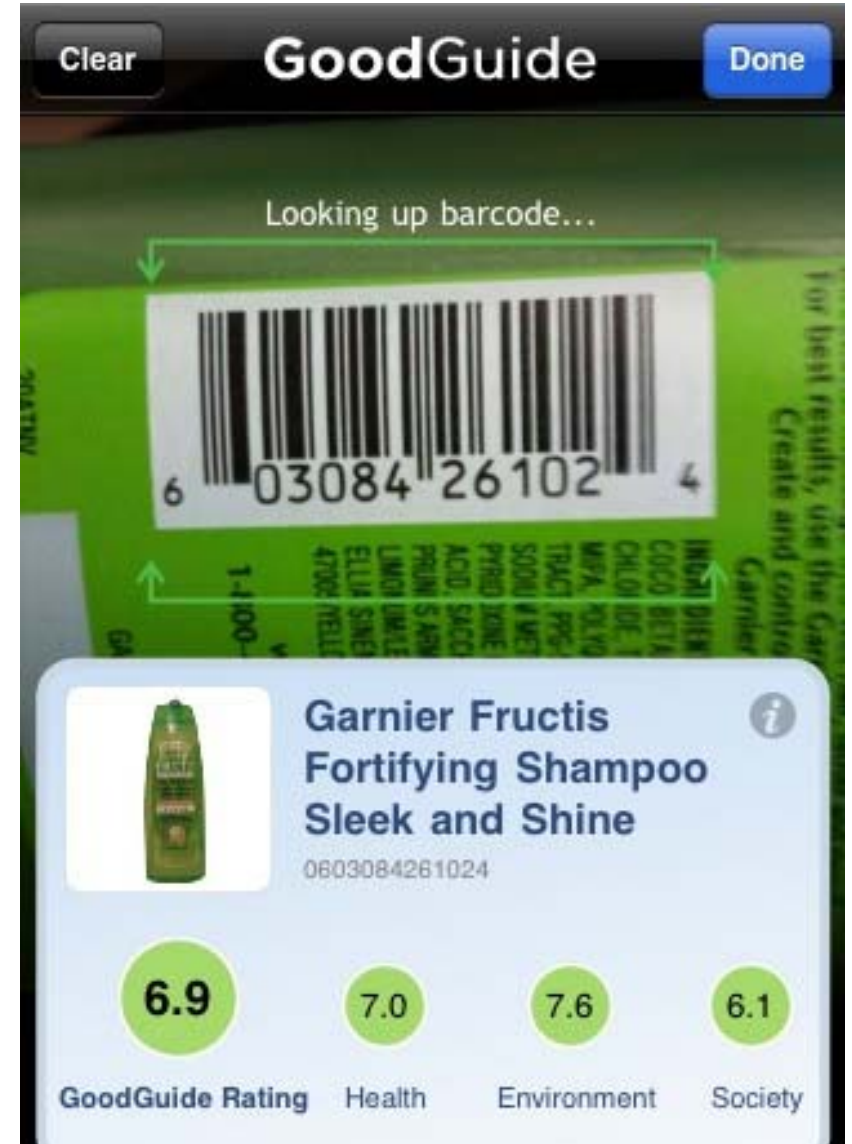 Clear
GoodGuide
Done
Looking up barcode...
6 03084 26102 4
For best results, use the
Create and
Garnier
1-800-
Garnier Fructis
Fortifying Shampoo
Sleek and Shine
0603084261024
6.9
7.0
7.6
6.1
GoodGuide Rating
Health
Environment
Society